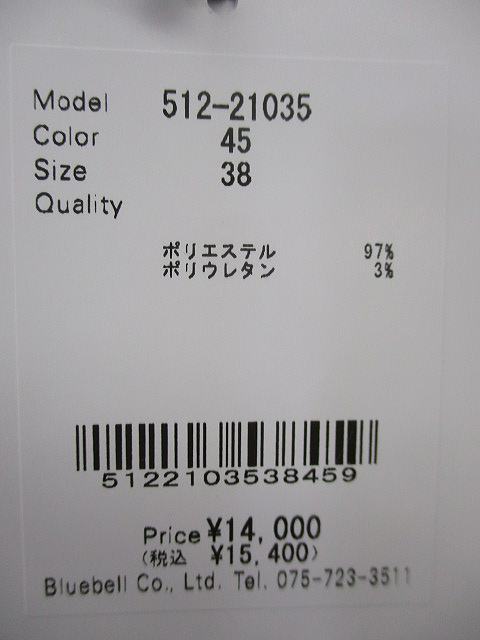 Model 512-21035
Color 45
Size 38
Quality
ポリエステル 97%
ポリウレタン 3%
5122103538459
Price ¥14,000
(税込 ¥15,400)
Bluebell Co., Ltd. Tel. 075-723-3511